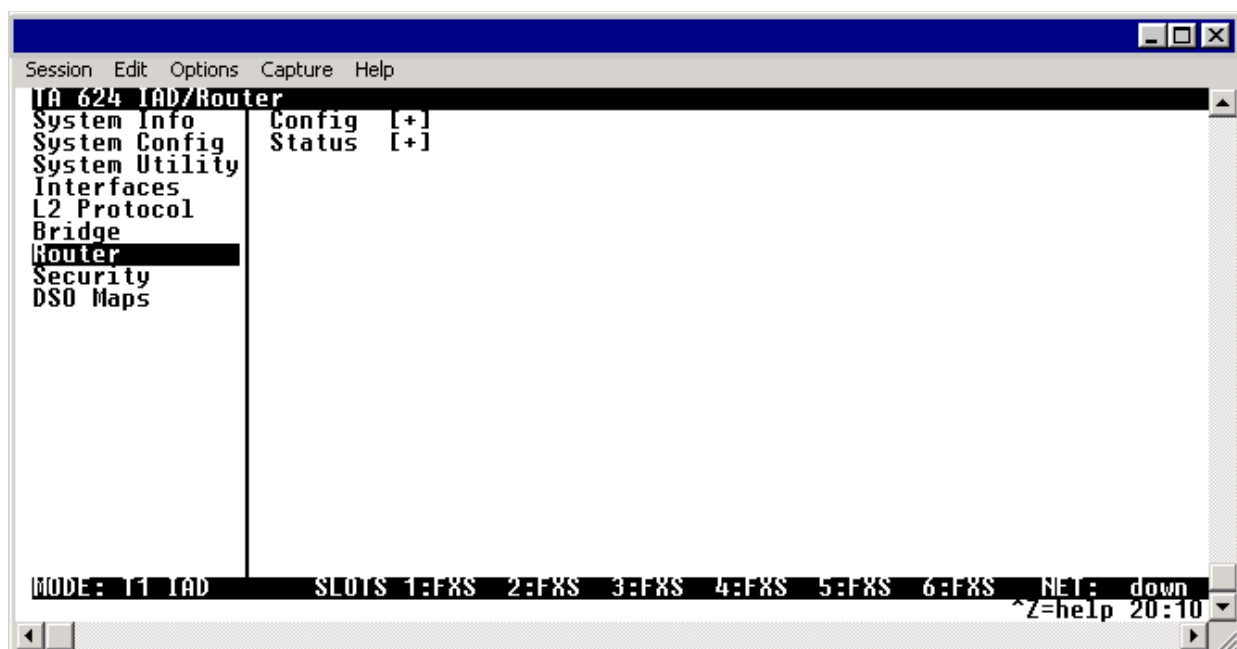 Session Edit Options Capture Help
TA 624 IAD/Router
System Info Config [+]
System Config Status [+]
System Utility
Interfaces
L2 Protocol
Bridge
Router
Security
DS0 Maps
MODE: T1 IAD SLOTS 1:FXS 2:FXS 3:FXS 4:FXS 5:FXS 6:FXS NET: down
^Z=help 20:10